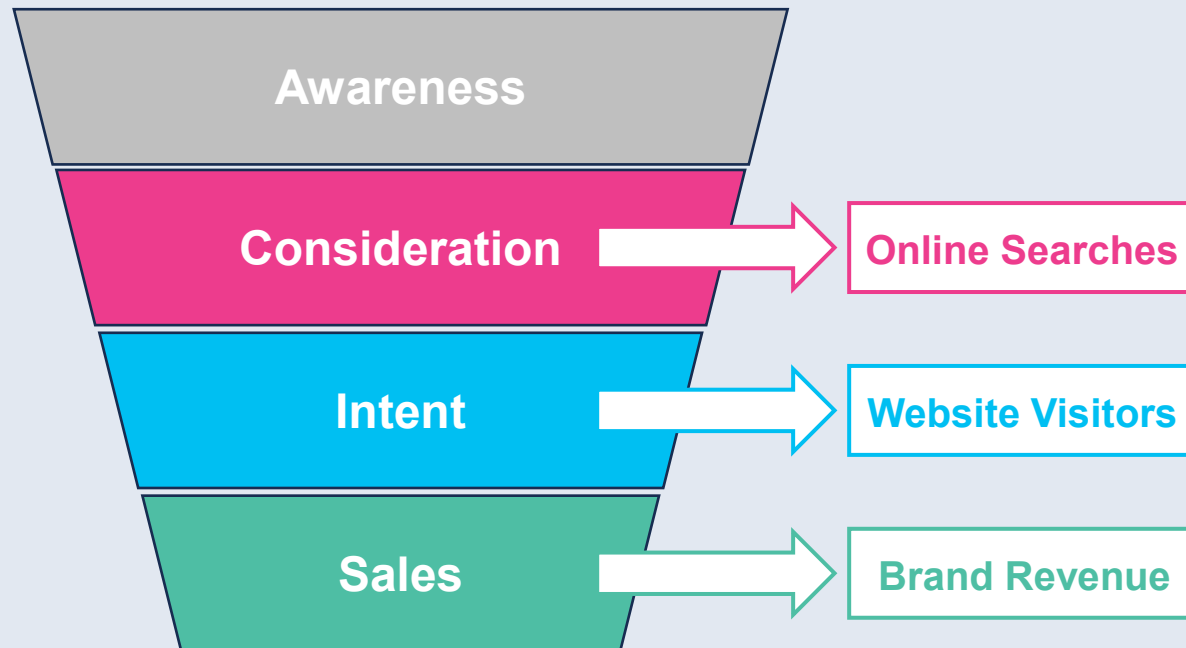 Awareness
Consideration
Online Searches
Intent
Website Visitors
Sales
Brand Revenue